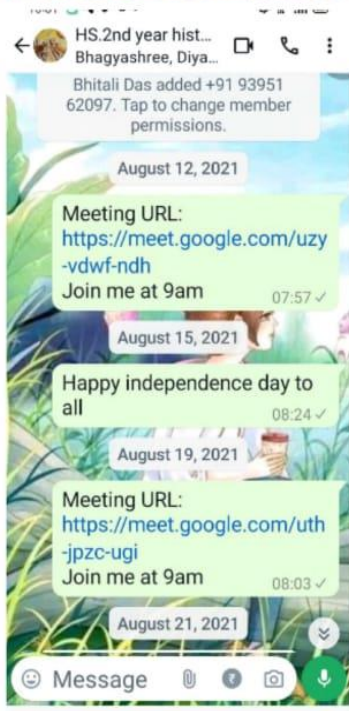 HS.2nd year hist...
Bhagyashree, Diya...
Bhitali Das added +91 93951
62097. Tap to change member
permissions.
August 12, 2021
Meeting URL:
https://meet.google.com/uzy
-vdwf-ndh
Join me at 9am
07:57
August 15, 2021
Happy independence day to
all
08:24
August 19, 2021
Meeting URL:
https://meet.google.com/uth
-jpzc-ugi
Join me at 9am
08:03
August 21, 2021
Message